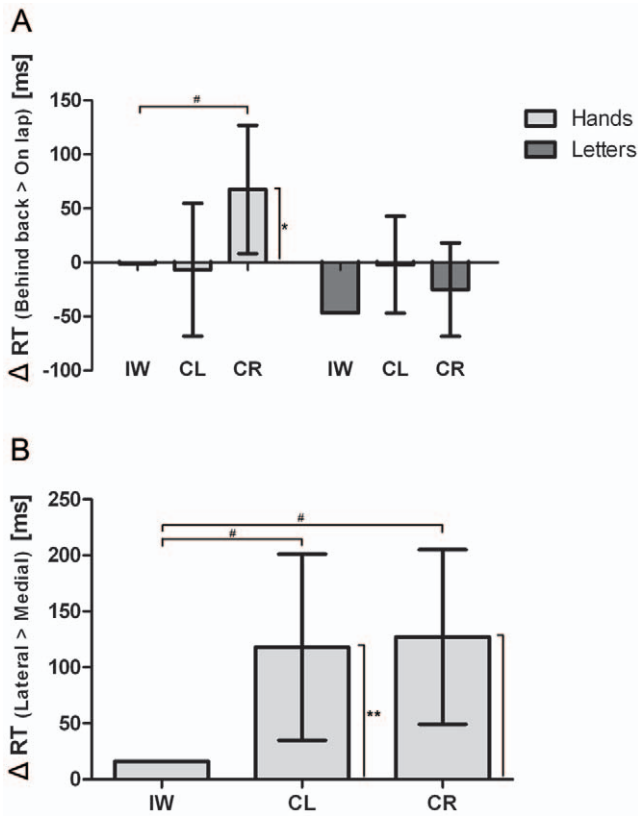 A
Δ RT (Behind back > On lap) [ms]
150
100
50
0
-50
-100
#
*
IW CL CR IW CL CR
Hands
Letters
B
Δ RT (Lateral > Medial) [ms]
250
200
150
100
50
0
#
#
**
IW CL CR